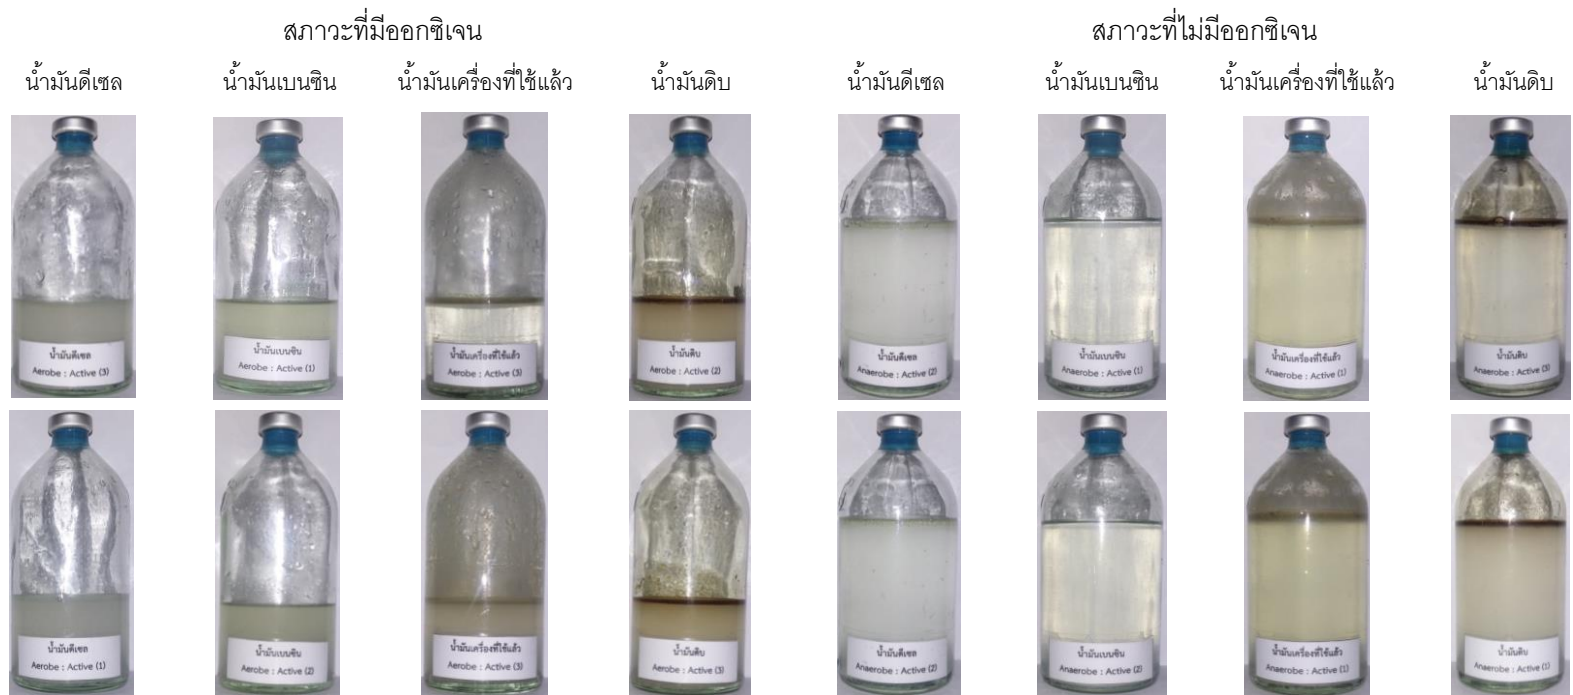 สภาวะที่มีออกซิเจน
สภาวะที่ไม่มีออกซิเจน
น้ำมันดีเซล
น้ำมันเบนซิน
น้ำมันเครื่องที่ใช้แล้ว
น้ำมันดิบ
น้ำมันดีเซล
น้ำมันเบนซิน
น้ำมันเครื่องที่ใช้แล้ว
น้ำมันดิบ
น้ำมันดีเซล
Aerobe : Active (3)
น้ำมันเบนซิน
Aerobe : Active (1)
น้ำมันเครื่องที่ใช้แล้ว
Aerobe : Active (3)
น้ำมันดิบ
Aerobe : Active (2)
น้ำมันดีเซล
Anaerobe : Active (2)
น้ำมันเบนซิน
Anaerobe : Active (1)
น้ำมันเครื่องที่ใช้แล้ว
Anaerobe : Active (1)
น้ำมันดิบ
Anaerobe : Active (3)
น้ำมันดีเซล
Aerobe : Active (1)
น้ำมันเบนซิน
Aerobe : Active (2)
น้ำมันเครื่องที่ใช้แล้ว
Aerobe : Active (3)
น้ำมันดิบ
Aerobe : Active (3)
น้ำมันดีเซล
Anaerobe : Active (2)
น้ำมันเบนซิน
Anaerobe : Active (2)
น้ำมันเครื่องที่ใช้แล้ว
Anaerobe : Active (1)
น้ำมันดิบ
Anaerobe : Active (1)